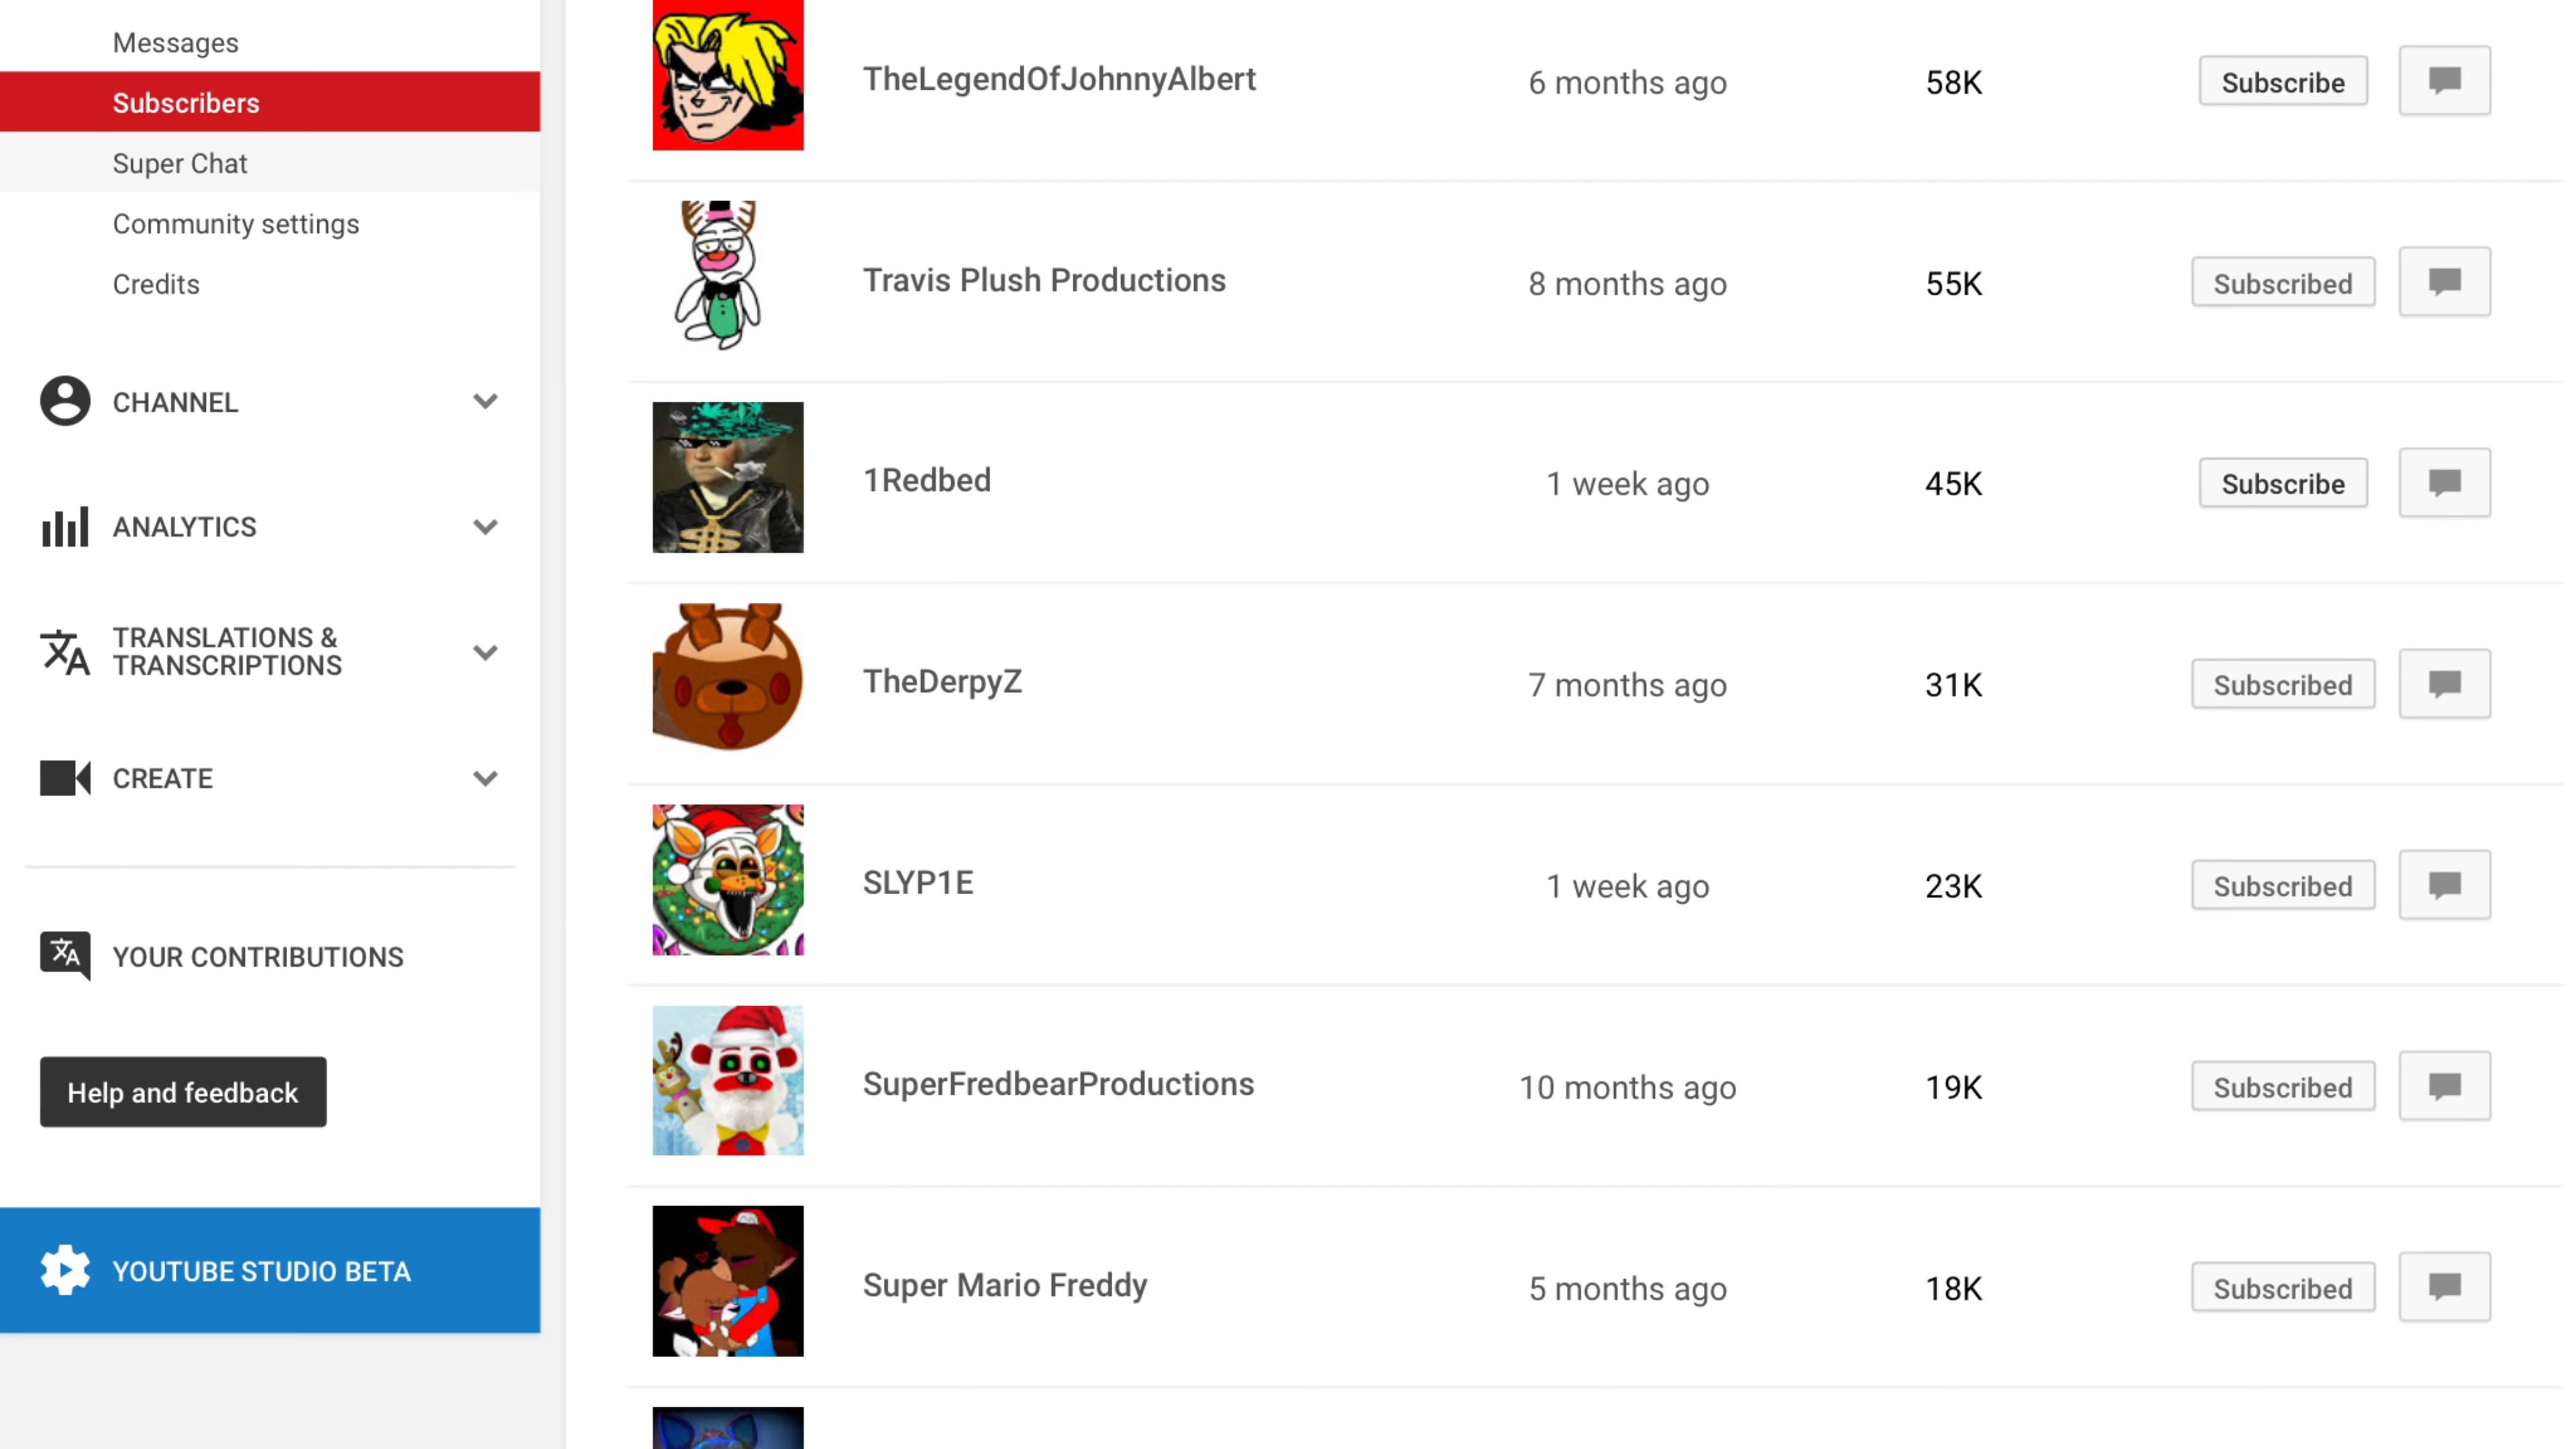 Messages
Subscribers
Super Chat
Community settings
Credits
CHANNEL
ANALYTICS
TRANSLATIONS &
TRANSCRIPTIONS
CREATE
YOUR CONTRIBUTIONS
Help and feedback
YOUTUBE STUDIO BETA
TheLegendOfJohnnyAlbert 6 months ago 58K Subscribe
Travis Plush Productions 8 months ago 55K Subscribed
1Redbed 1 week ago 45K Subscribe
TheDerpyZ 7 months ago 31K Subscribed
SLYP1E 1 week ago 23K Subscribed
SuperFredbearProductions 10 months ago 19K Subscribed
Super Mario Freddy 5 months ago 18K Subscribed